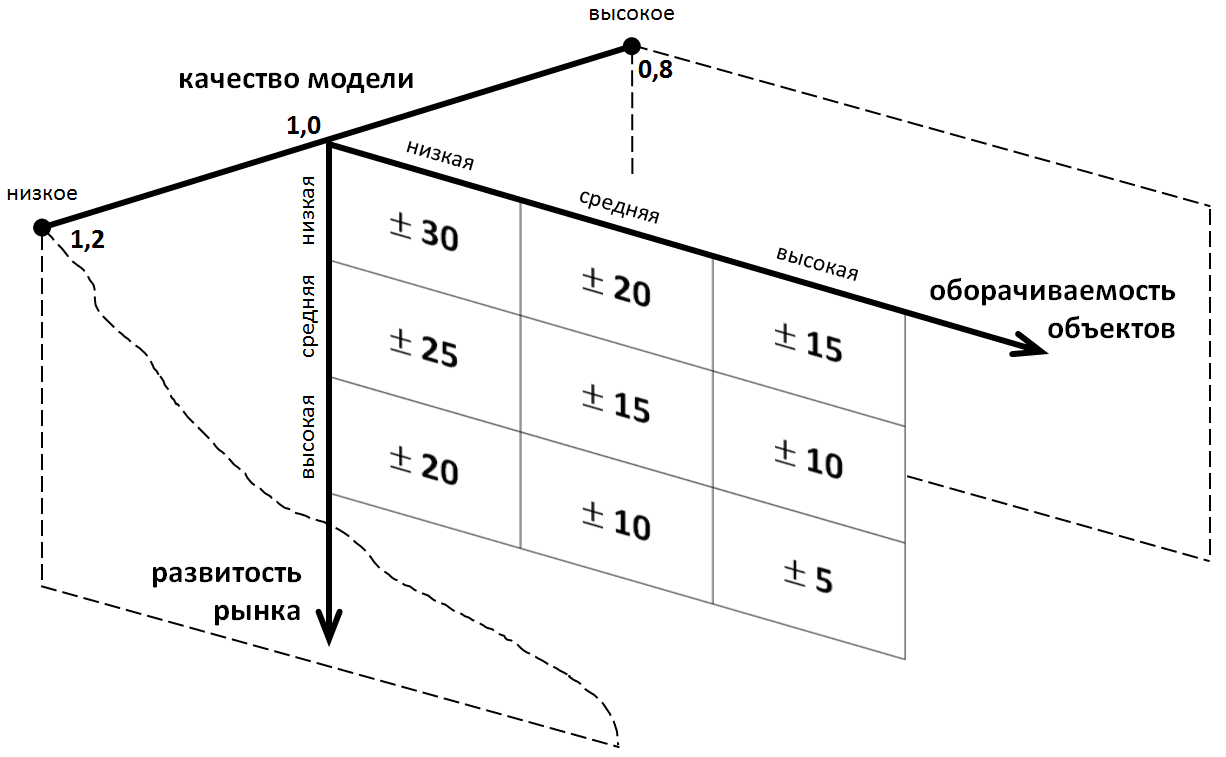 высокое
качество модели
0,8
1,0
низкое
1,2
низкая
средняя
высокая
оборачиваемость
объектов
низкая
средняя
высокая
± 30
± 20
± 15
± 25
± 15
± 10
± 20
± 10
± 5
развитость
рынка